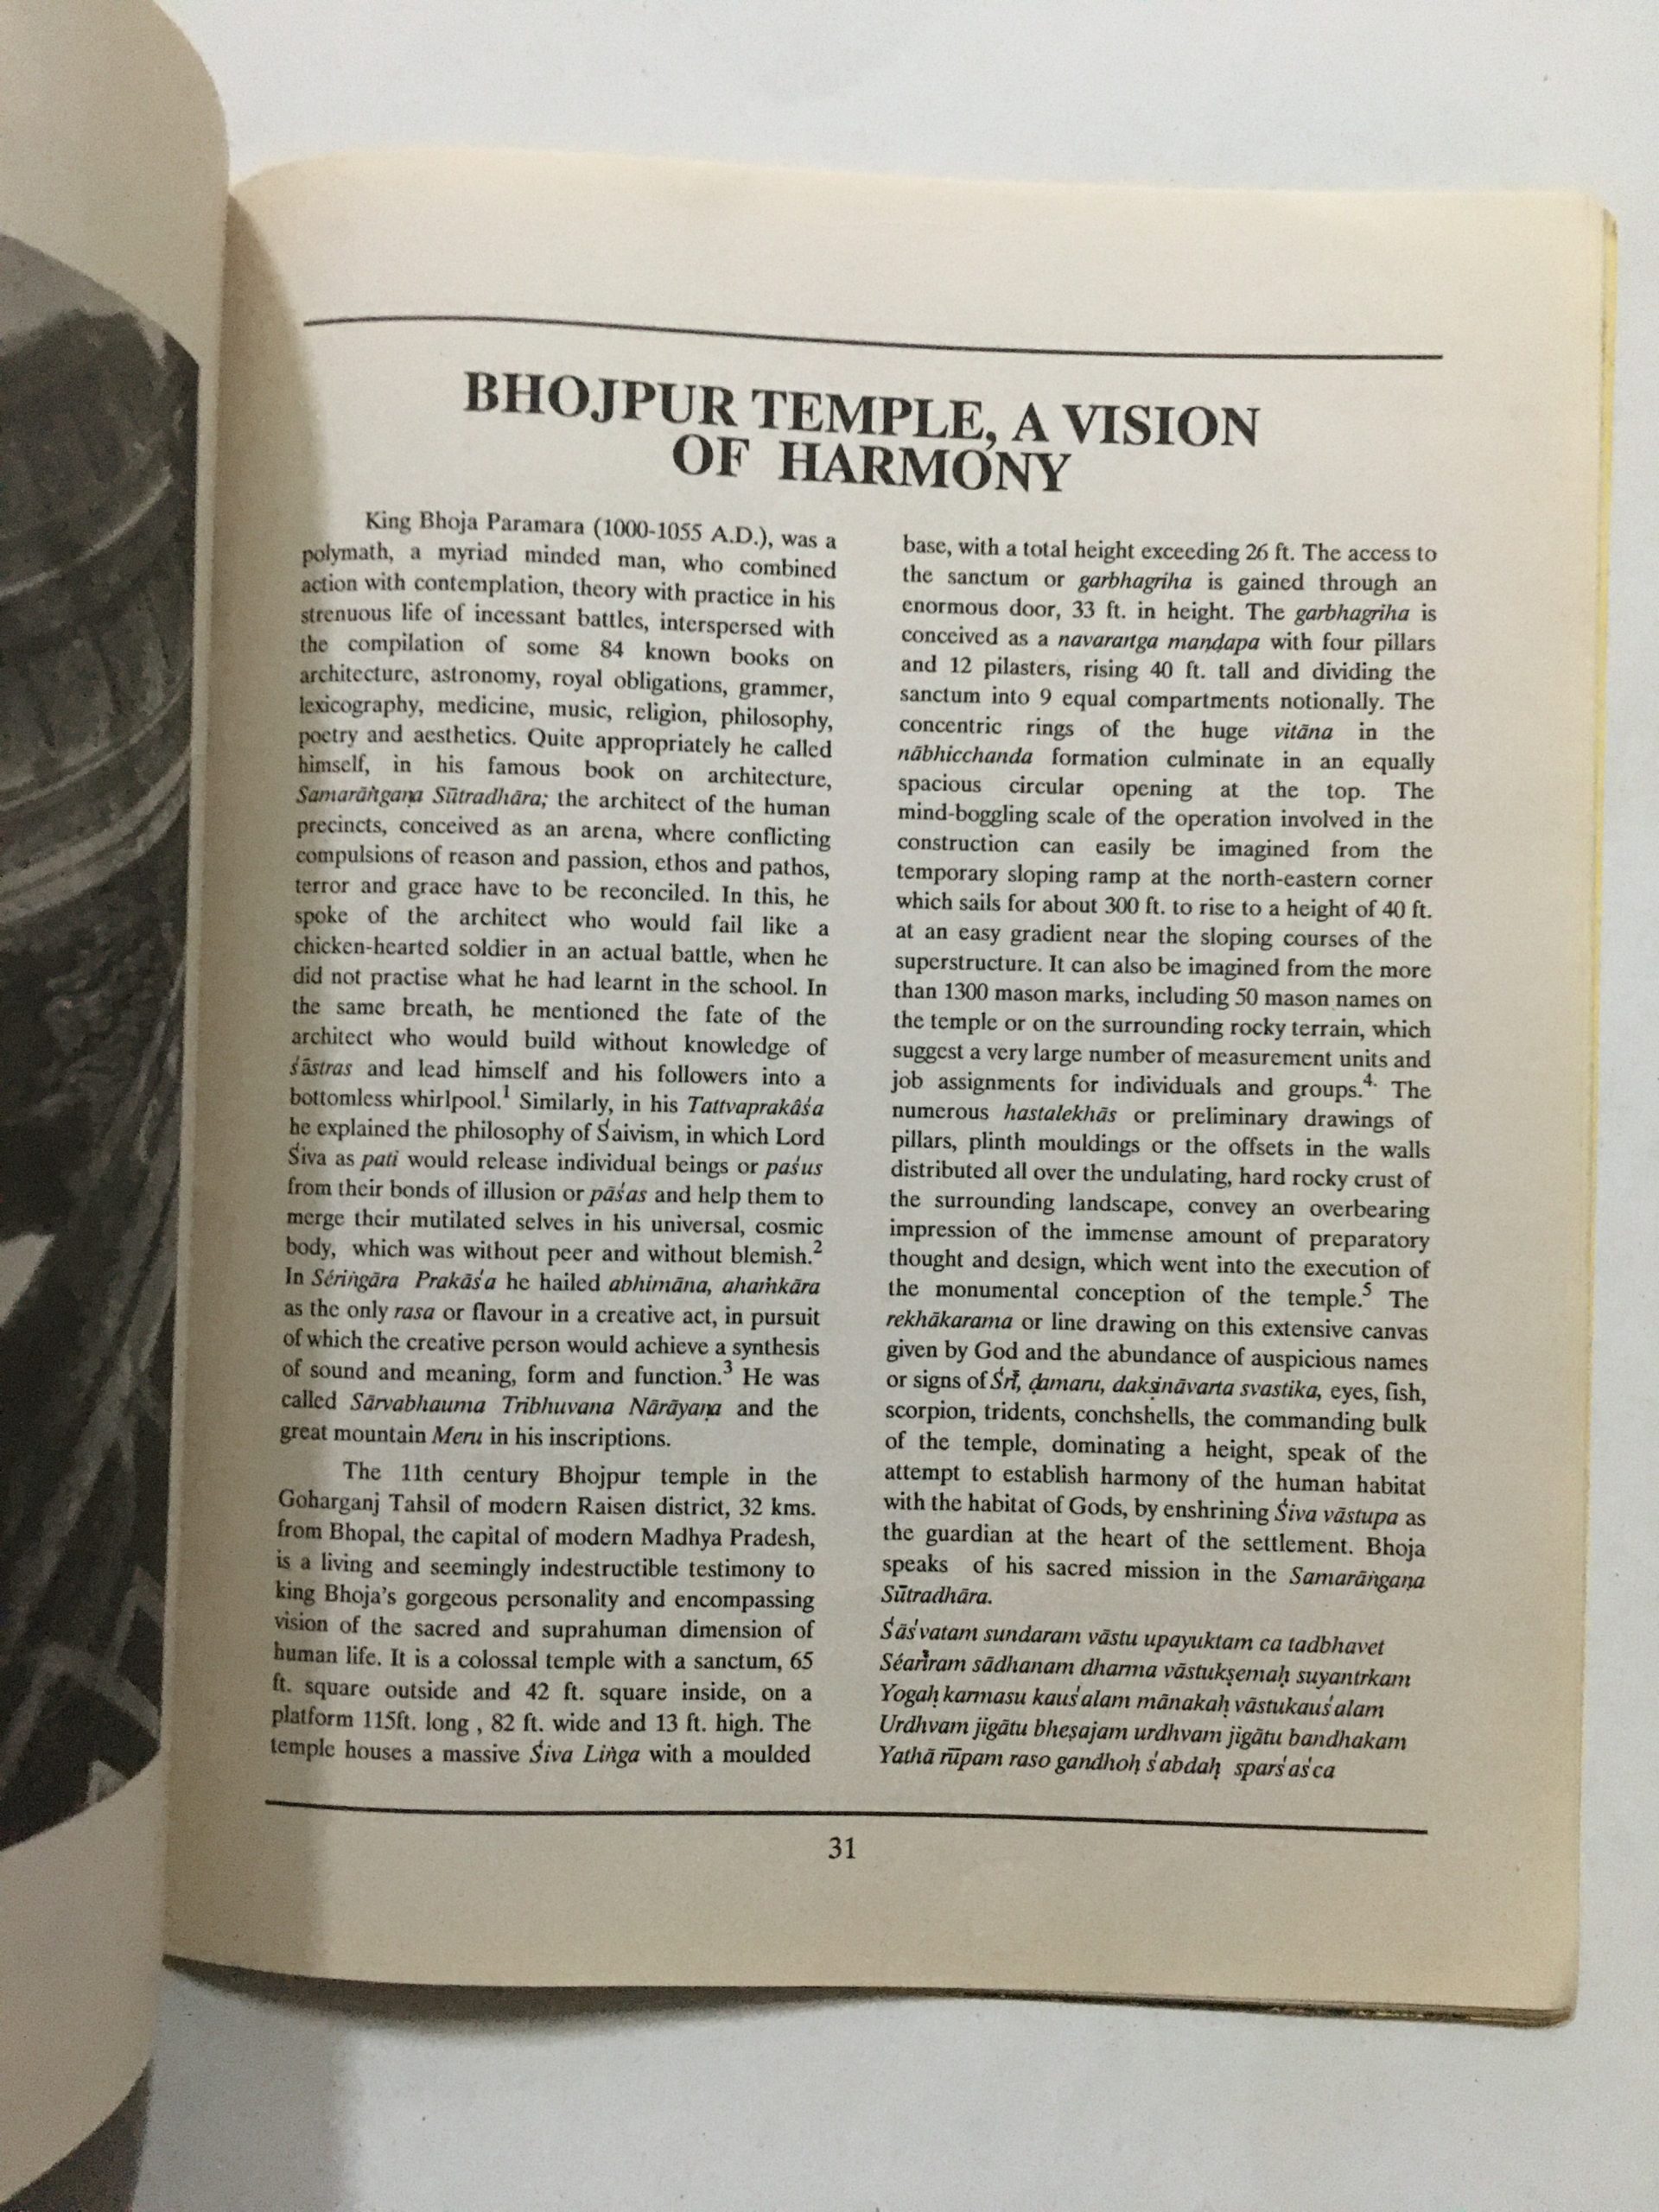 BHOJPUR TEMPLE, A VISION
OF HARMONY
King Bhoja Paramara (1000-1055 A.D.), was a
polymath, a myriad minded man, who combined
action with contemplation, theory with practice in his
strenuous life of incessant battles, interspersed with
the compilation of some 84 known books on
architecture, astronomy, royal obligations, grammer,
lexicography, medicine, music, religion, philosophy,
poetry and aesthetics. Quite appropriately he called
himself, in his famous book on architecture,
Samarāṅgaṇa Sūtradhāra; the architect of the human
precincts, conceived as an arena, where conflicting
compulsions of reason and passion, ethos and pathos,
terror and grace have to be reconciled. In this, he
spoke of the architect who would fail like a
chicken-hearted soldier in an actual battle, when he
did not practise what he had learnt in the school. In
the same breath, he mentioned the fate of the
architect who would build without knowledge of
śāstras and lead himself and his followers into a
bottomless whirlpool.¹ Similarly, in his Tattvaprakâśa
he explained the philosophy of Śaivism, in which Lord
Śiva as pati would release individual beings or paśus
from their bonds of illusion or pāśas and help them to
merge their mutilated selves in his universal, cosmic
body, which was without peer and without blemish.²
In Sériṅgāra Prakāśa he hailed abhimāna, ahaṁkāra
as the only rasa or flavour in a creative act, in pursuit
of which the creative person would achieve a synthesis
of sound and meaning, form and function.³ He was
called Sārvabhauma Tribhuvana Nārāyaṇa and the
great mountain Meru in his inscriptions.
The 11th century Bhojpur temple in the
Goharganj Tahsil of modern Raisen district, 32 kms.
from Bhopal, the capital of modern Madhya Pradesh,
is a living and seemingly indestructible testimony to
king Bhoja's gorgeous personality and encompassing
vision of the sacred and suprahuman dimension of
human life. It is a colossal temple with a sanctum, 65
ft. square outside and 42 ft. square inside, on a
platform 115ft. long , 82 ft. wide and 13 ft. high. The
temple houses a massive Śiva Liṅga with a moulded
base, with a total height exceeding 26 ft. The access to
the sanctum or garbhagriha is gained through an
enormous door, 33 ft. in height. The garbhagriha is
conceived as a navaraṅga maṇḍapa with four pillars
and 12 pilasters, rising 40 ft. tall and dividing the
sanctum into 9 equal compartments notionally. The
concentric rings of the huge vitāna in the
nābhicchanda formation culminate in an equally
spacious circular opening at the top. The
mind-boggling scale of the operation involved in the
construction can easily be imagined from the
temporary sloping ramp at the north-eastern corner
which sails for about 300 ft. to rise to a height of 40 ft.
at an easy gradient near the sloping courses of the
superstructure. It can also be imagined from the more
than 1300 mason marks, including 50 mason names on
the temple or on the surrounding rocky terrain, which
suggest a very large number of measurement units and
job assignments for individuals and groups.⁴· The
numerous hastalekhās or preliminary drawings of
pillars, plinth mouldings or the offsets in the walls
distributed all over the undulating, hard rocky crust of
the surrounding landscape, convey an overbearing
impression of the immense amount of preparatory
thought and design, which went into the execution of
the monumental conception of the temple.⁵ The
rekhākarama or line drawing on this extensive canvas
given by God and the abundance of auspicious names
or signs of Śrī, ḍamaru, dakṣināvarta svastika, eyes, fish,
scorpion, tridents, conchshells, the commanding bulk
of the temple, dominating a height, speak of the
attempt to establish harmony of the human habitat
with the habitat of Gods, by enshrining Śiva vāstupa as
the guardian at the heart of the settlement. Bhoja
speaks of his sacred mission in the Samarāṅgaṇa
Sūtradhāra.
Śāśvatam sundaram vāstu upayuktam ca tadbhavet
Séarīram sādhanam dharma vāstukṣemaḥ suyantrkam
Yogaḥ karmasu kauśalam mānakaḥ vāstukauśalam
Urdhvam jigātu bheṣajam urdhvam jigātu bandhakam
Yathā rūpam raso gandhoḥ śabdaḥ sparśaśca
31